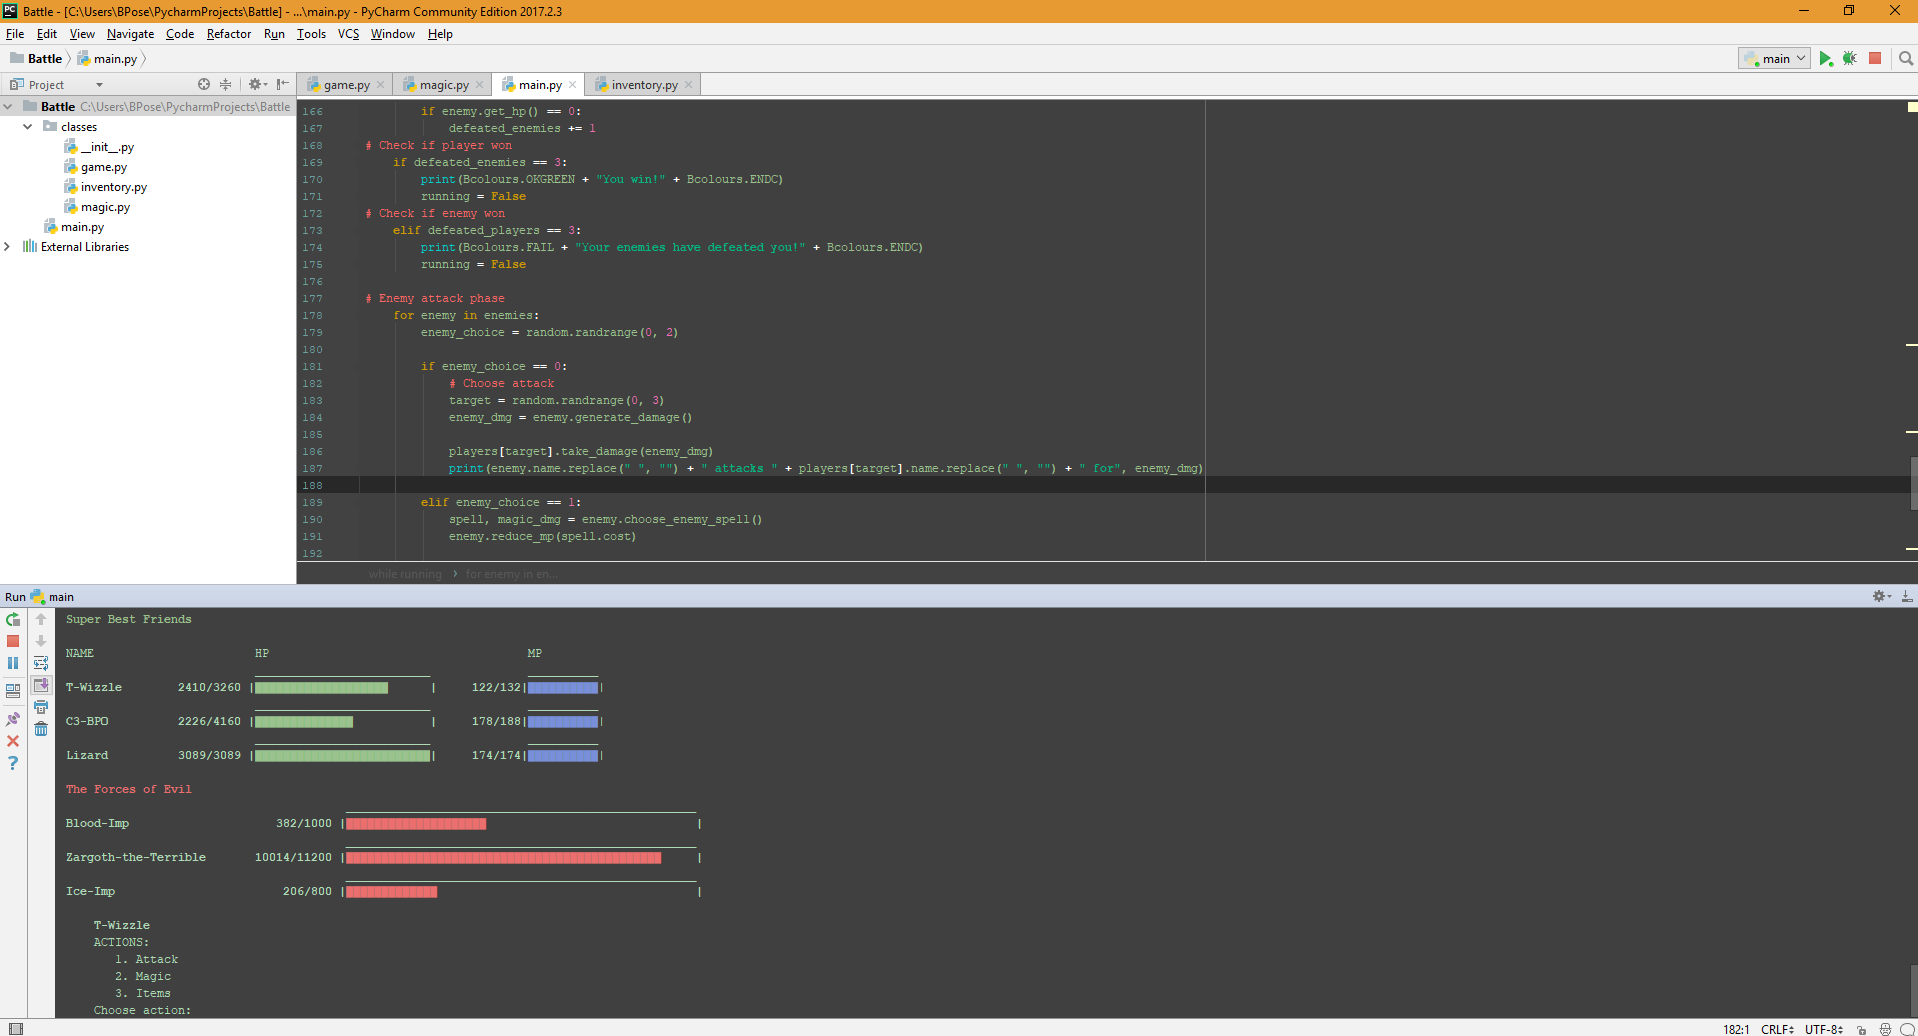 Battle - [C:\Users\BPose\PycharmProjects\Battle] - ...\main.py - PyCharm Community Edition 2017.2.3
File Edit View Navigate Code Refactor Run Tools VCS Window Help
Battle main.py main
Project game.py magic.py main.py inventory.py
Battle C:\Users\BPose\PycharmProjects\Battle
classes
__init__.py
game.py
inventory.py
magic.py
main.py
External Libraries
166 if enemy.get_hp() == 0:
167 defeated_enemies += 1
168 # Check if player won
169 if defeated_enemies == 3:
170 print(Bcolours.OKGREEN + "You win!" + Bcolours.ENDC)
171 running = False
172 # Check if enemy won
173 elif defeated_players == 3:
174 print(Bcolours.FAIL + "Your enemies have defeated you!" + Bcolours.ENDC)
175 running = False
176
177 # Enemy attack phase
178 for enemy in enemies:
179 enemy_choice = random.randrange(0, 2)
180
181 if enemy_choice == 0:
182 # Choose attack
183 target = random.randrange(0, 3)
184 enemy_dmg = enemy.generate_damage()
185
186 players[target].take_damage(enemy_dmg)
187 print(enemy.name.replace(" ", "") + " attacks " + players[target].name.replace(" ", "") + " for", enemy_dmg)
188
189 elif enemy_choice == 1:
190 spell, magic_dmg = enemy.choose_enemy_spell()
191 enemy.reduce_mp(spell.cost)
192
while running > for enemy in en...
Run main
Super Best Friends
NAME HP MP
T-Wizzle 2410/3260 | | 122/132| |
C3-BPO 2226/4160 | | 178/188| |
Lizard 3089/3089 | | 174/174| |
The Forces of Evil
Blood-Imp 382/1000 | |
Zargoth-the-Terrible 10014/11200 | |
Ice-Imp 206/800 | |
T-Wizzle
ACTIONS:
1. Attack
2. Magic
3. Items
Choose action:
182:1 CRLF UTF-8